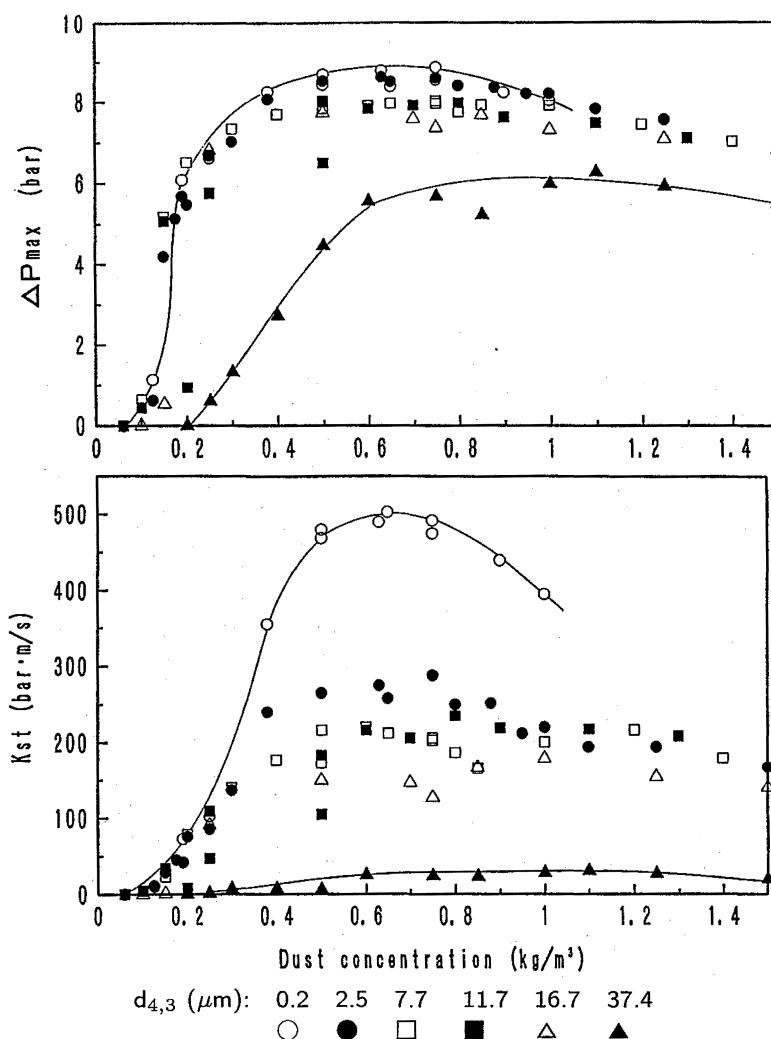 10
8
6
4
2
0
ΔPmax (bar)
0 0.2 0.4 0.6 0.8 1 1.2 1.4
500
400
300
200
100
0
Kst (bar·m/s)
0 0.2 0.4 0.6 0.8 1 1.2 1.4
Dust concentration (kg/m³)
d4,3 (μm): 0.2 2.5 7.7 11.7 16.7 37.4